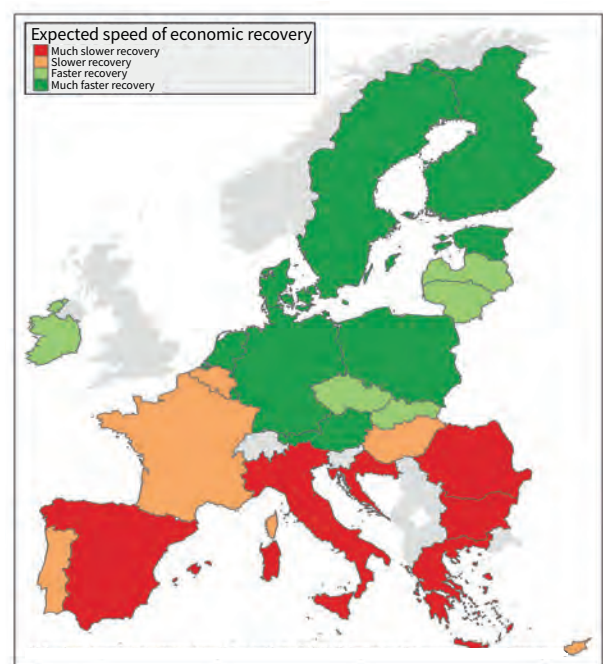 Expected speed of economic recovery
Much slower recovery
Slower recovery
Faster recovery
Much faster recovery